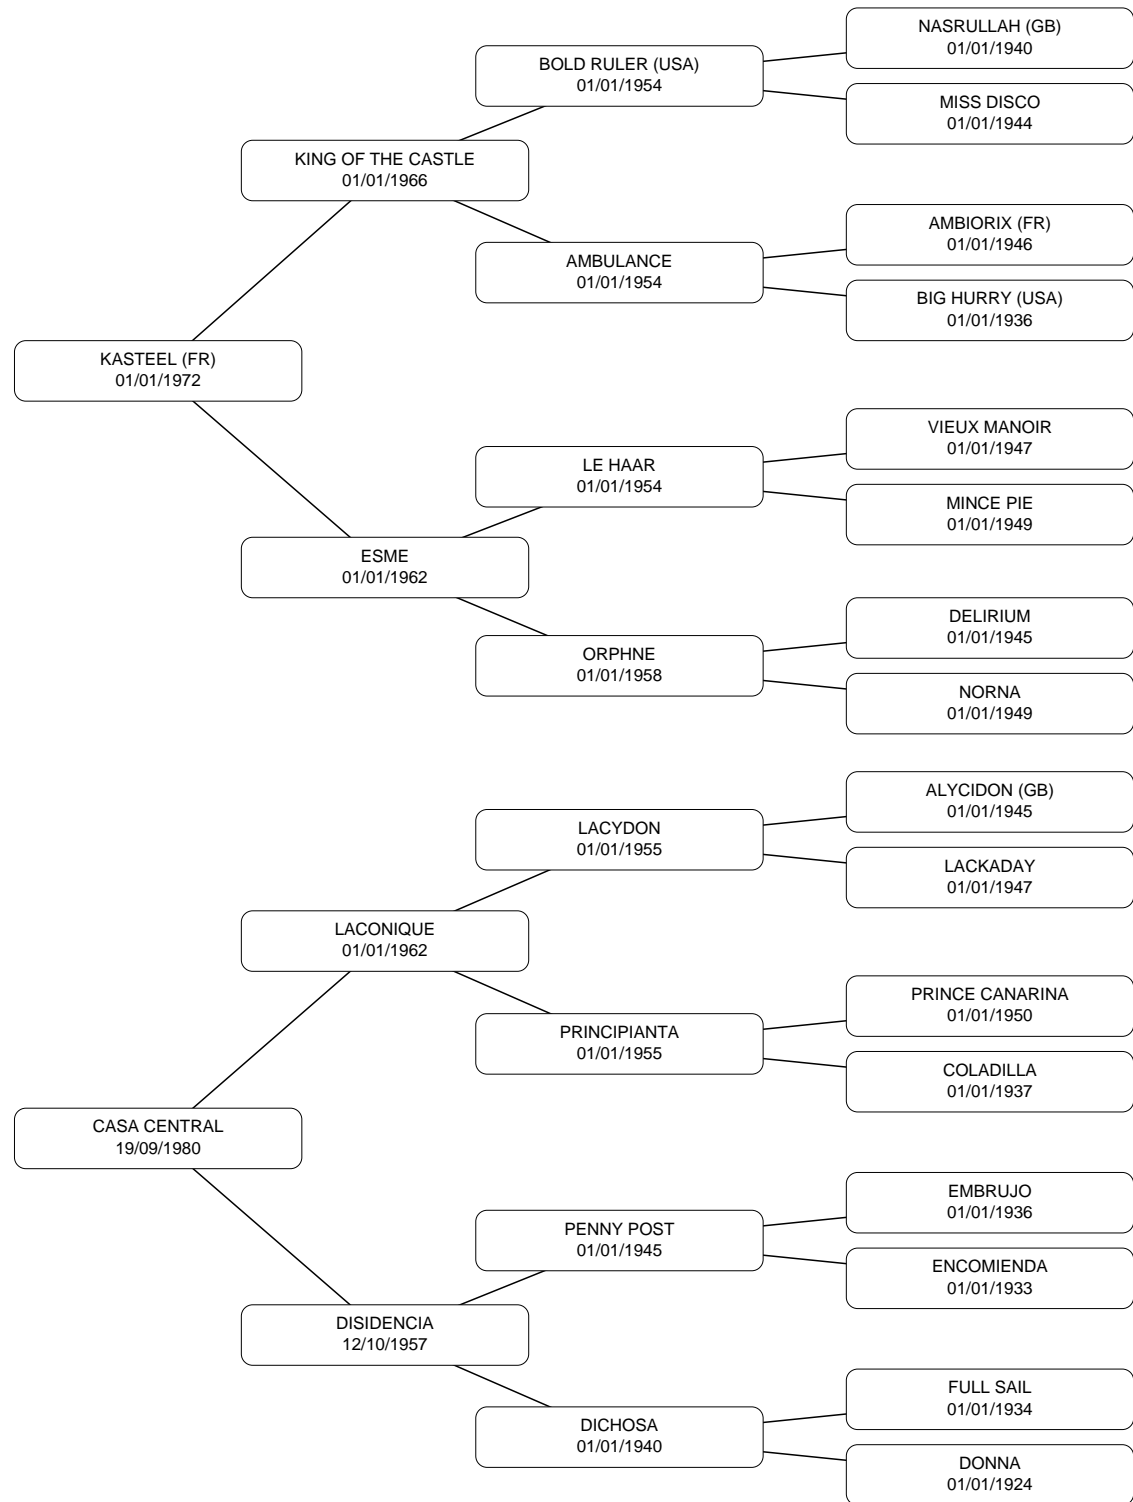 NASRULLAH (GB)
01/01/1940
BOLD RULER (USA)
01/01/1954
MISS DISCO
01/01/1944
KING OF THE CASTLE
01/01/1966
AMBIORIX (FR)
01/01/1946
AMBULANCE
01/01/1954
BIG HURRY (USA)
01/01/1936
KASTEEL (FR)
01/01/1972
VIEUX MANOIR
01/01/1947
LE HAAR
01/01/1954
MINCE PIE
01/01/1949
ESME
01/01/1962
DELIRIUM
01/01/1945
ORPHNE
01/01/1958
NORNA
01/01/1949
ALYCIDON (GB)
01/01/1945
LACYDON
01/01/1955
LACKADAY
01/01/1947
LACONIQUE
01/01/1962
PRINCE CANARINA
01/01/1950
PRINCIPIANTA
01/01/1955
COLADILLA
01/01/1937
CASA CENTRAL
19/09/1980
EMBRUJO
01/01/1936
PENNY POST
01/01/1945
ENCOMIENDA
01/01/1933
DISIDENCIA
12/10/1957
FULL SAIL
01/01/1934
DICHOSA
01/01/1940
DONNA
01/01/1924